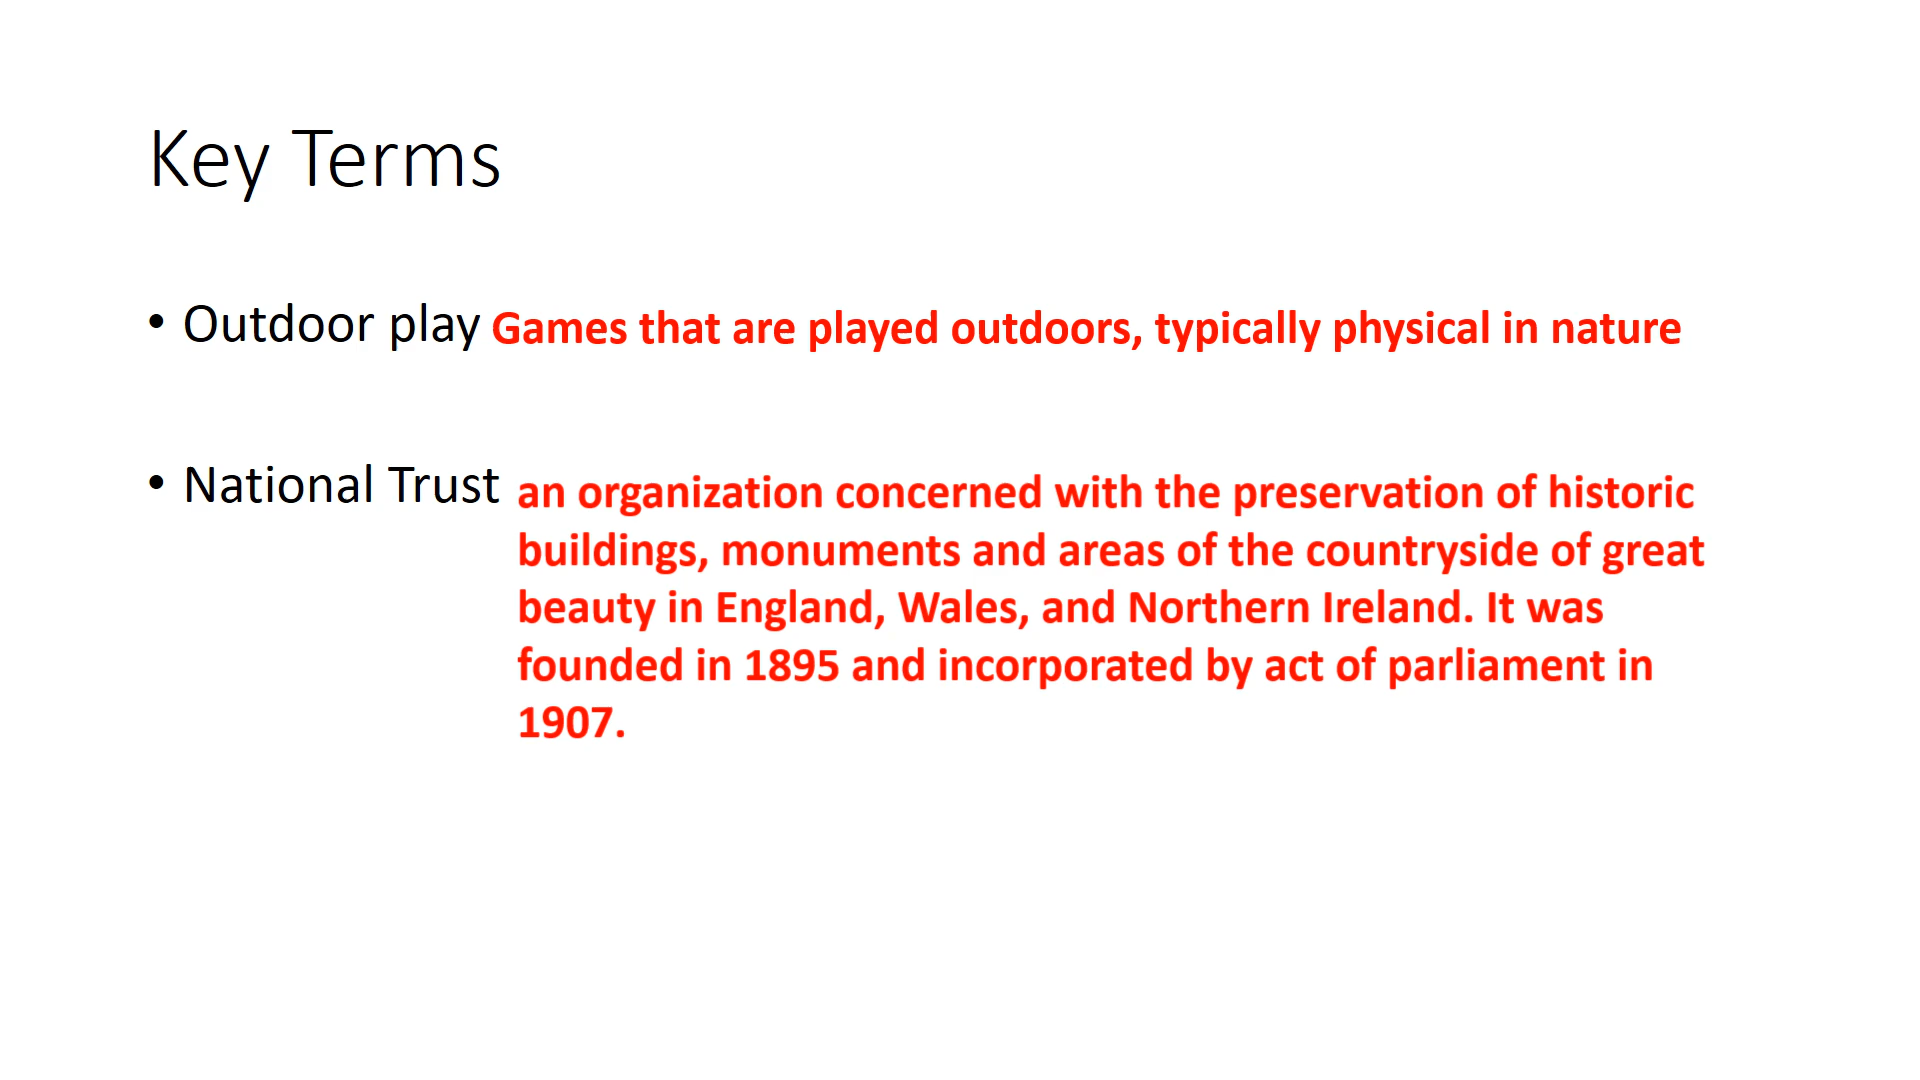 Key Terms
• Outdoor play Games that are played outdoors, typically physical in nature
• National Trust an organization concerned with the preservation of historic
buildings, monuments and areas of the countryside of great
beauty in England, Wales, and Northern Ireland. It was
founded in 1895 and incorporated by act of parliament in
1907.